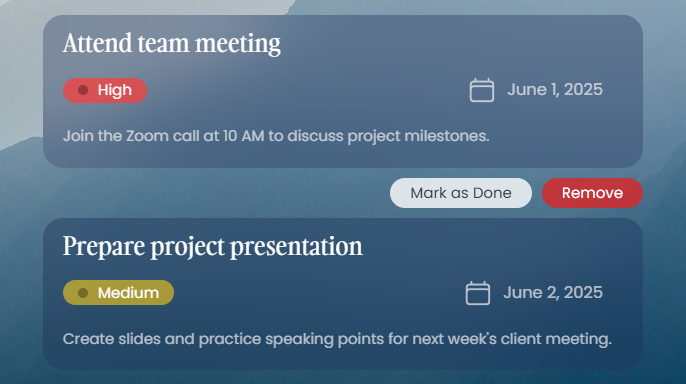 Attend team meeting
High
June 1, 2025
Join the Zoom call at 10 AM to discuss project milestones.
Mark as Done
Remove
Prepare project presentation
Medium
June 2, 2025
Create slides and practice speaking points for next week's client meeting.